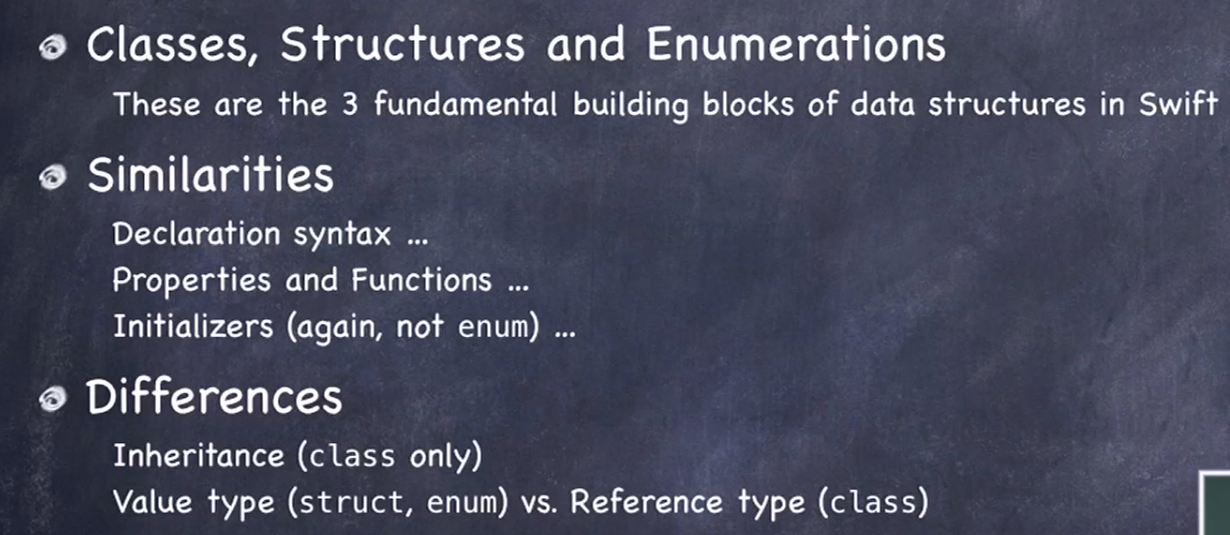 Classes, Structures and Enumerations
These are the 3 fundamental building blocks of data structures in Swift
Similarities
Declaration syntax ...
Properties and Functions ...
Initializers (again, not enum) ...
Differences
Inheritance (class only)
Value type (struct, enum) vs. Reference type (class)